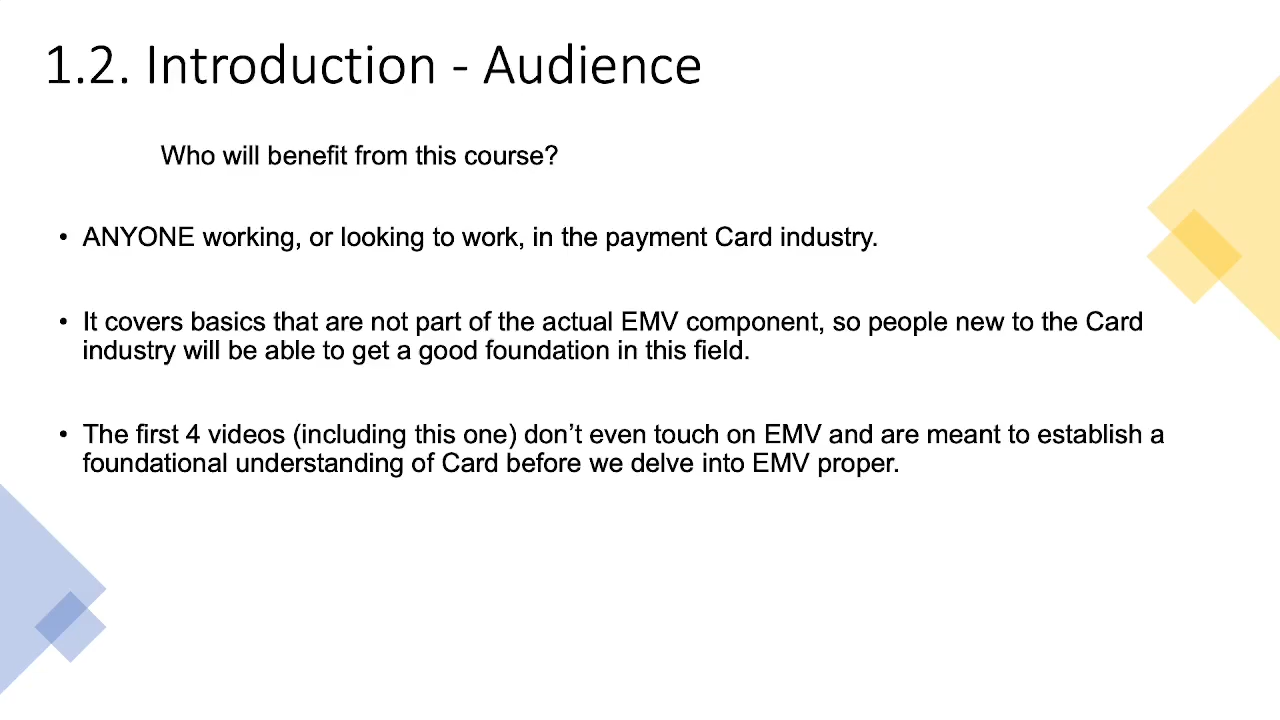 1.2. Introduction - Audience
Who will benefit from this course?
• ANYONE working, or looking to work, in the payment Card industry.
• It covers basics that are not part of the actual EMV component, so people new to the Card
industry will be able to get a good foundation in this field.
• The first 4 videos (including this one) don’t even touch on EMV and are meant to establish a
foundational understanding of Card before we delve into EMV proper.